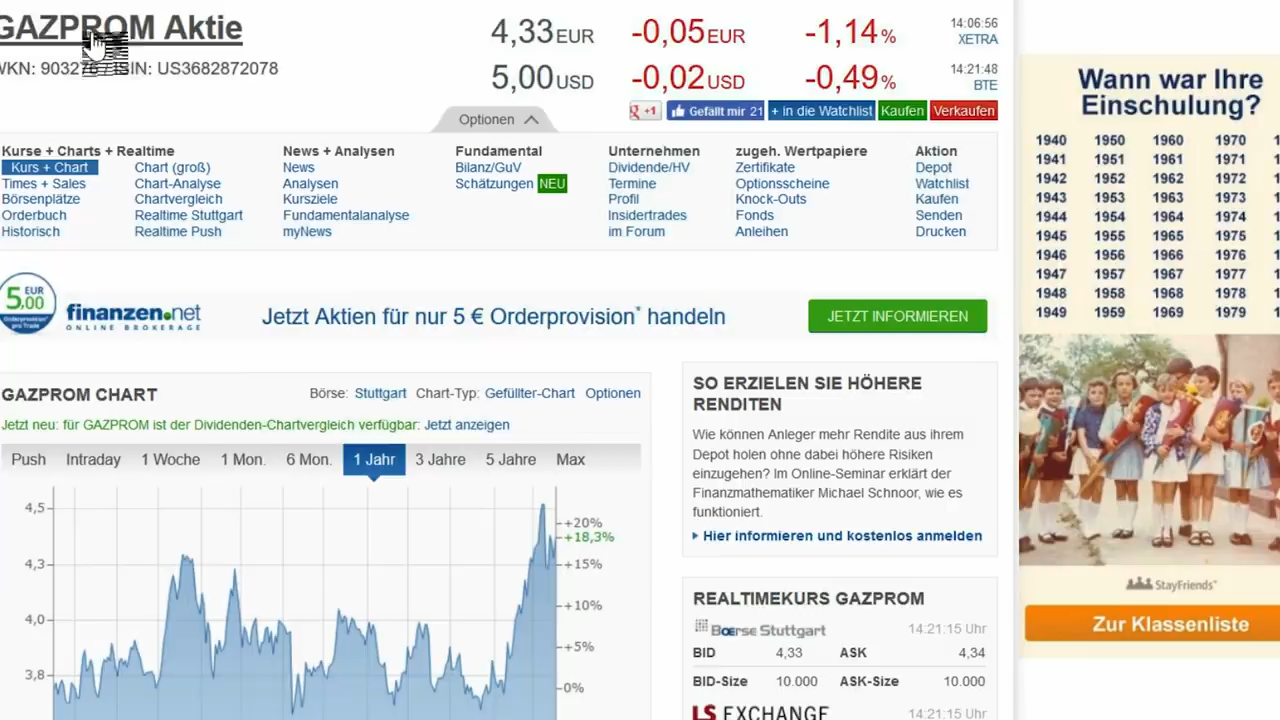 GAZPROM Aktie
4,33 EUR -0,05 EUR -1,14 % 14:06:56 XETRA
WKN: 903276 / ISIN: US3682872078
5,00 USD -0,02 USD -0,49 % 14:21:48 BTE
+1 Gefällt mir 21 + in die Watchlist Kaufen Verkaufen
Optionen
Kurse + Charts + Realtime News + Analysen Fundamental Unternehmen zugeh. Wertpapiere Aktion
Kurs + Chart Chart (groß) News Bilanz/GuV Dividende/HV Zertifikate Depot
Times + Sales Chart-Analyse Analysen Schätzungen NEU Termine Optionsscheine Watchlist
Börsenplätze Chartvergleich Kursziele Profil Knock-Outs Kaufen
Orderbuch Realtime Stuttgart Fundamentalanalyse Insidertrades Fonds Senden
Historisch Realtime Push myNews im Forum Anleihen Drucken
5,00 EUR
Orderprovision pro Trade
finanzen.net
ONLINE BROKERAGE
Jetzt Aktien für nur 5 € Orderprovision* handeln
JETZT INFORMIEREN
GAZPROM CHART
Börse: Stuttgart Chart-Typ: Gefüllter-Chart Optionen
Jetzt neu: für GAZPROM ist der Dividenden-Chartvergleich verfügbar: Jetzt anzeigen
Push Intraday 1 Woche 1 Mon. 6 Mon. 1 Jahr 3 Jahre 5 Jahre Max
4,5
4,3
4,0
3,8
+20%
+18,3%
+15%
+10%
+5%
-0%
SO ERZIELEN SIE HÖHERE
RENDITEN
Wie können Anleger mehr Rendite aus ihrem
Depot holen ohne dabei höhere Risiken
einzugehen? Im Online-Seminar erklärt der
Finanzmathematiker Michael Schnoor, wie es
funktioniert.
Hier informieren und kostenlos anmelden
REALTIMEKURS GAZPROM
Boerse Stuttgart 14:21:15 Uhr
BID 4,33 ASK 4,34
BID-Size 10.000 ASK-Size 10.000
LS EXCHANGE 14:21:15 Uhr
Wann war Ihre
Einschulung?
1940 1950 1960 1970
1941 1951 1961 1971
1942 1952 1962 1972
1943 1953 1963 1973
1944 1954 1964 1974
1945 1955 1965 1975
1946 1956 1966 1976
1947 1957 1967 1977
1948 1958 1968 1978
1949 1959 1969 1979
StayFriends
Zur Klassenliste